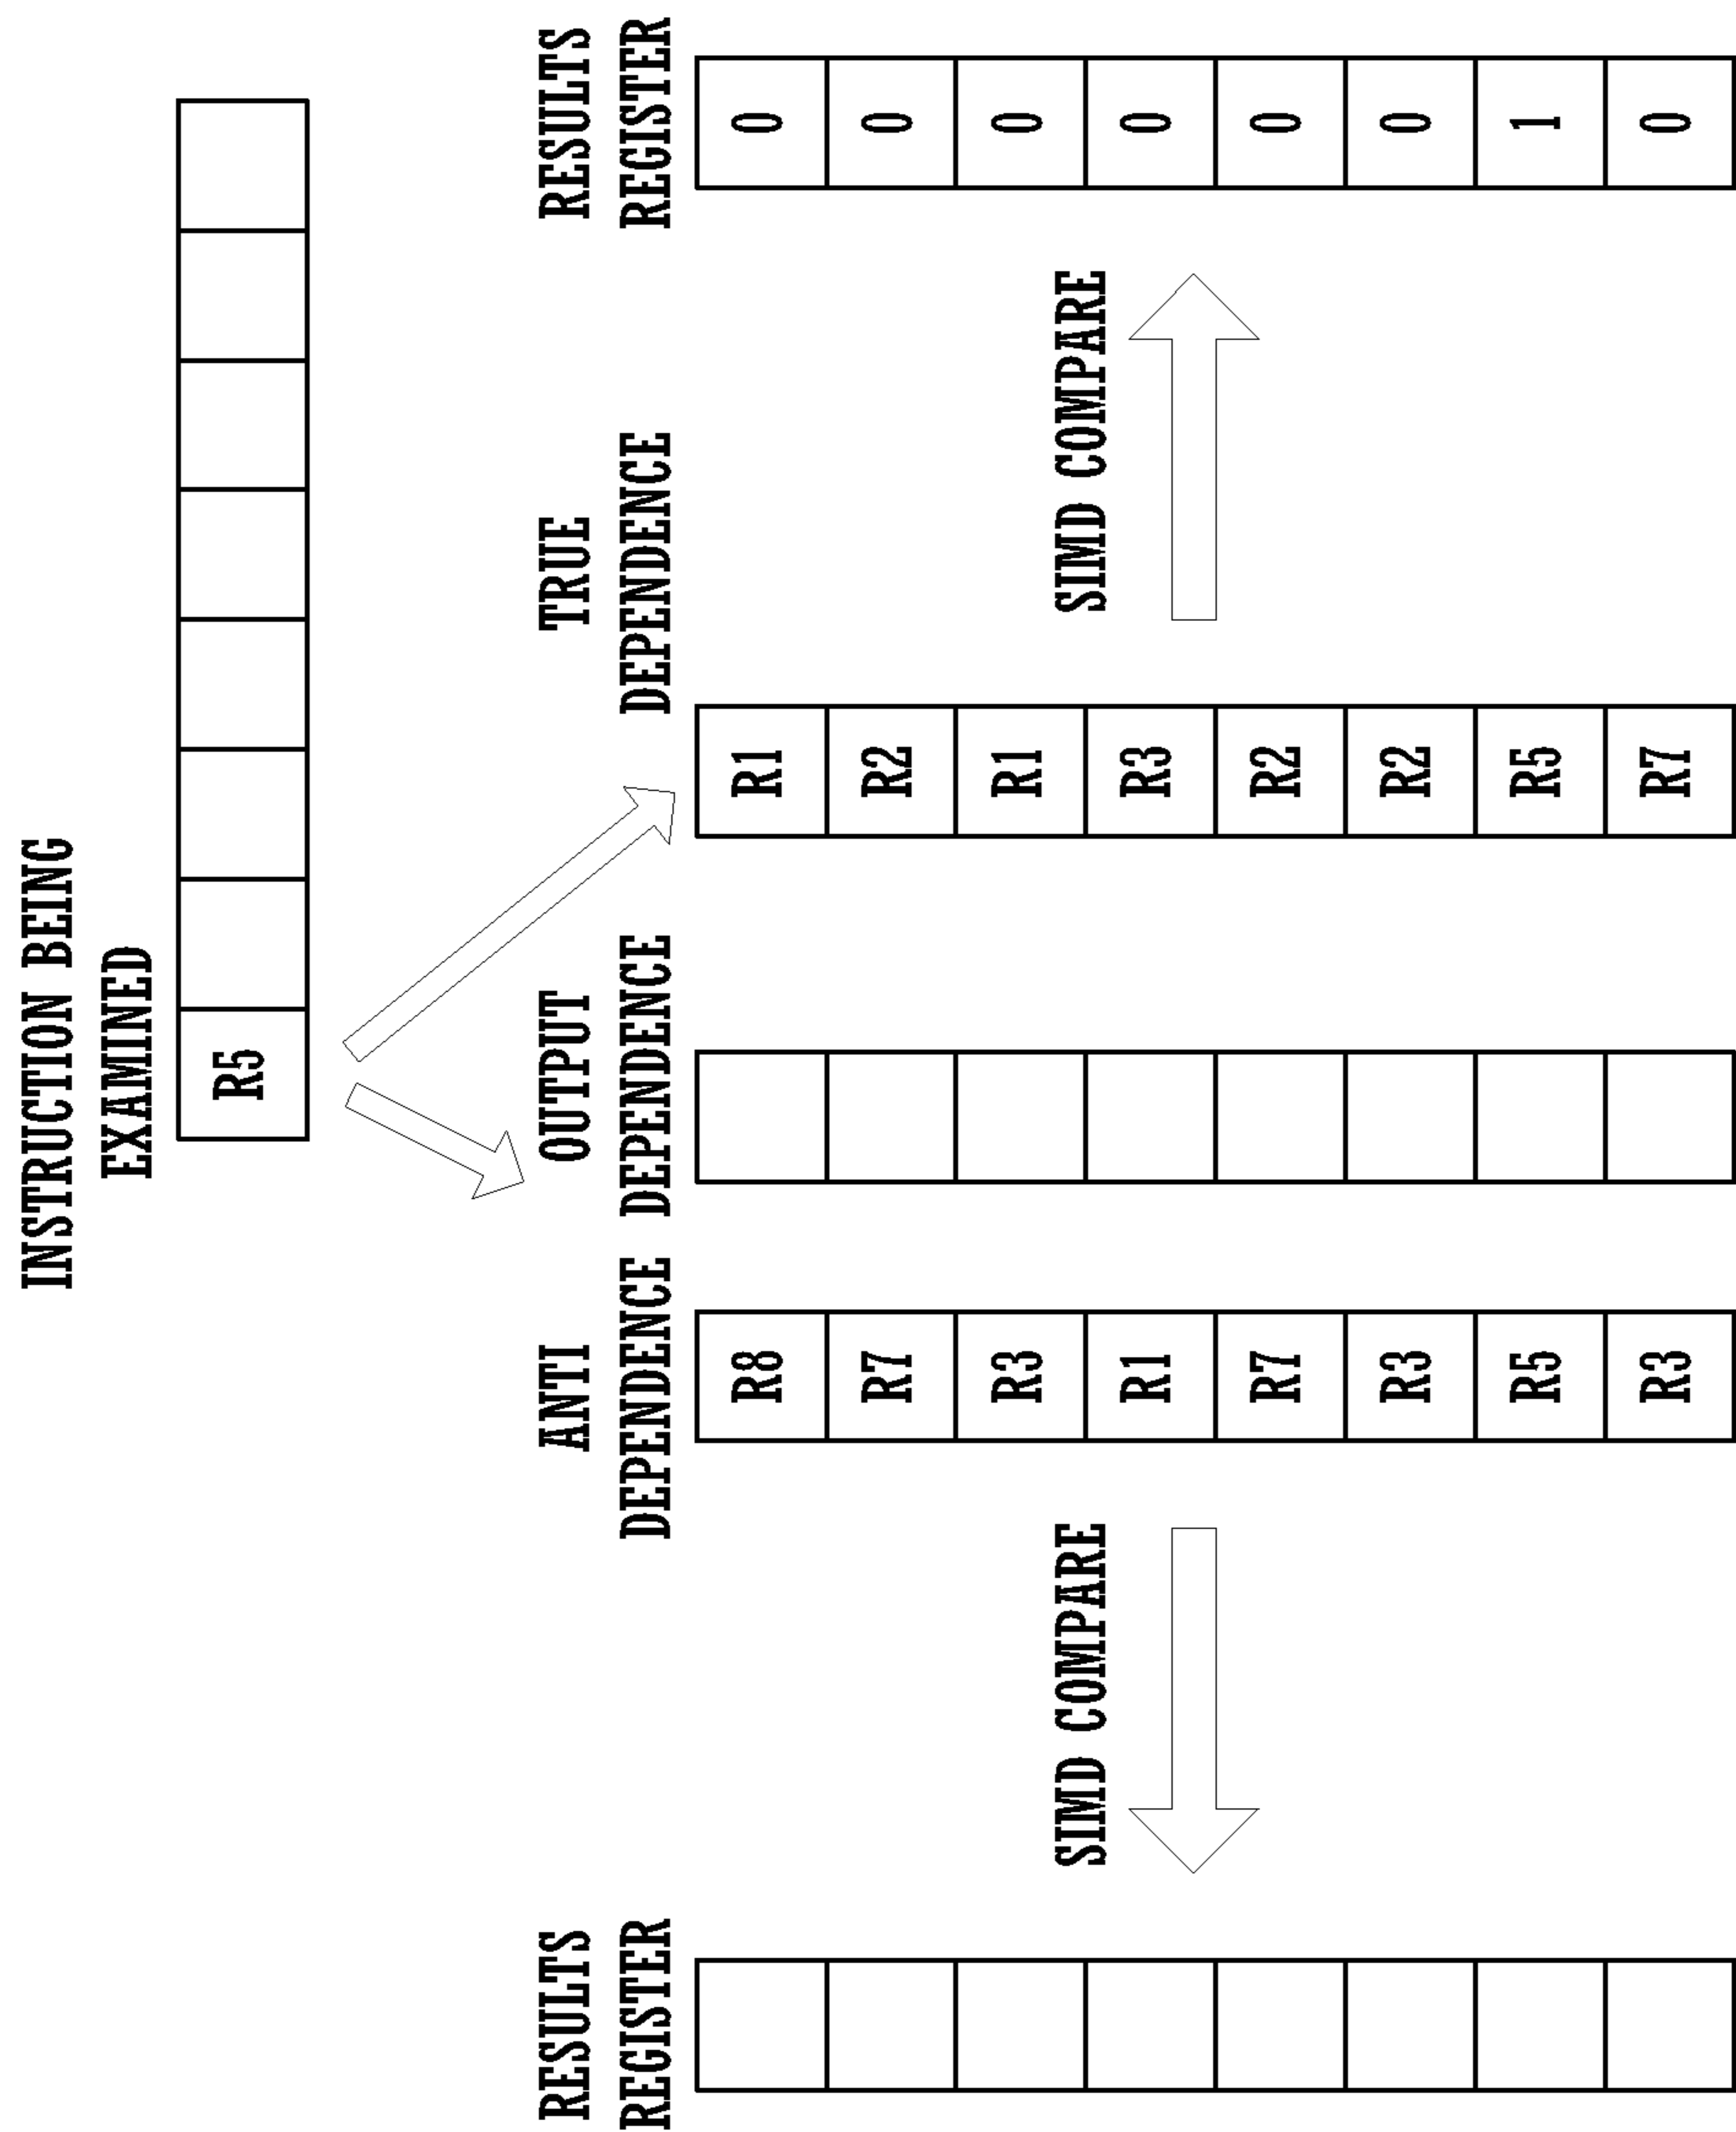 INSTRUCTION BEING
EXAMINED
R5
RESULTS
REGISTER
SIMD COMPARE
ANTI
DEPENDENCE
R8
R7
R3
R1
R7
R3
R5
R3
OUTPUT
DEPENDENCE
TRUE
DEPENDENCE
R1
R2
R1
R3
R2
R2
R5
R7
SIMD COMPARE
RESULTS
REGISTER
0
0
0
0
0
0
1
0